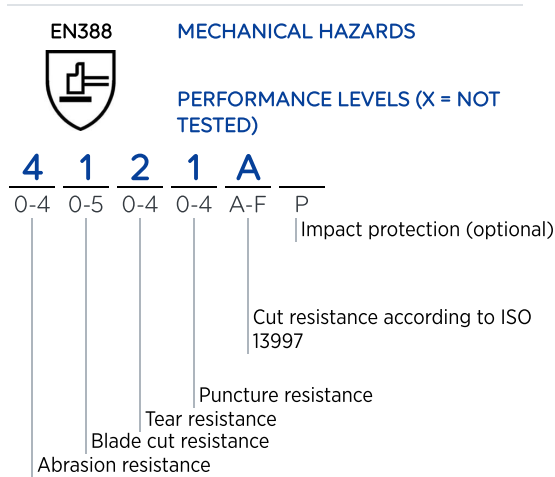 EN388
MECHANICAL HAZARDS
PERFORMANCE LEVELS (X = NOT
TESTED)
4 1 2 1 A
0-4 0-5 0-4 0-4 A-F P
Impact protection (optional)
Cut resistance according to ISO
13997
Puncture resistance
Tear resistance
Blade cut resistance
Abrasion resistance